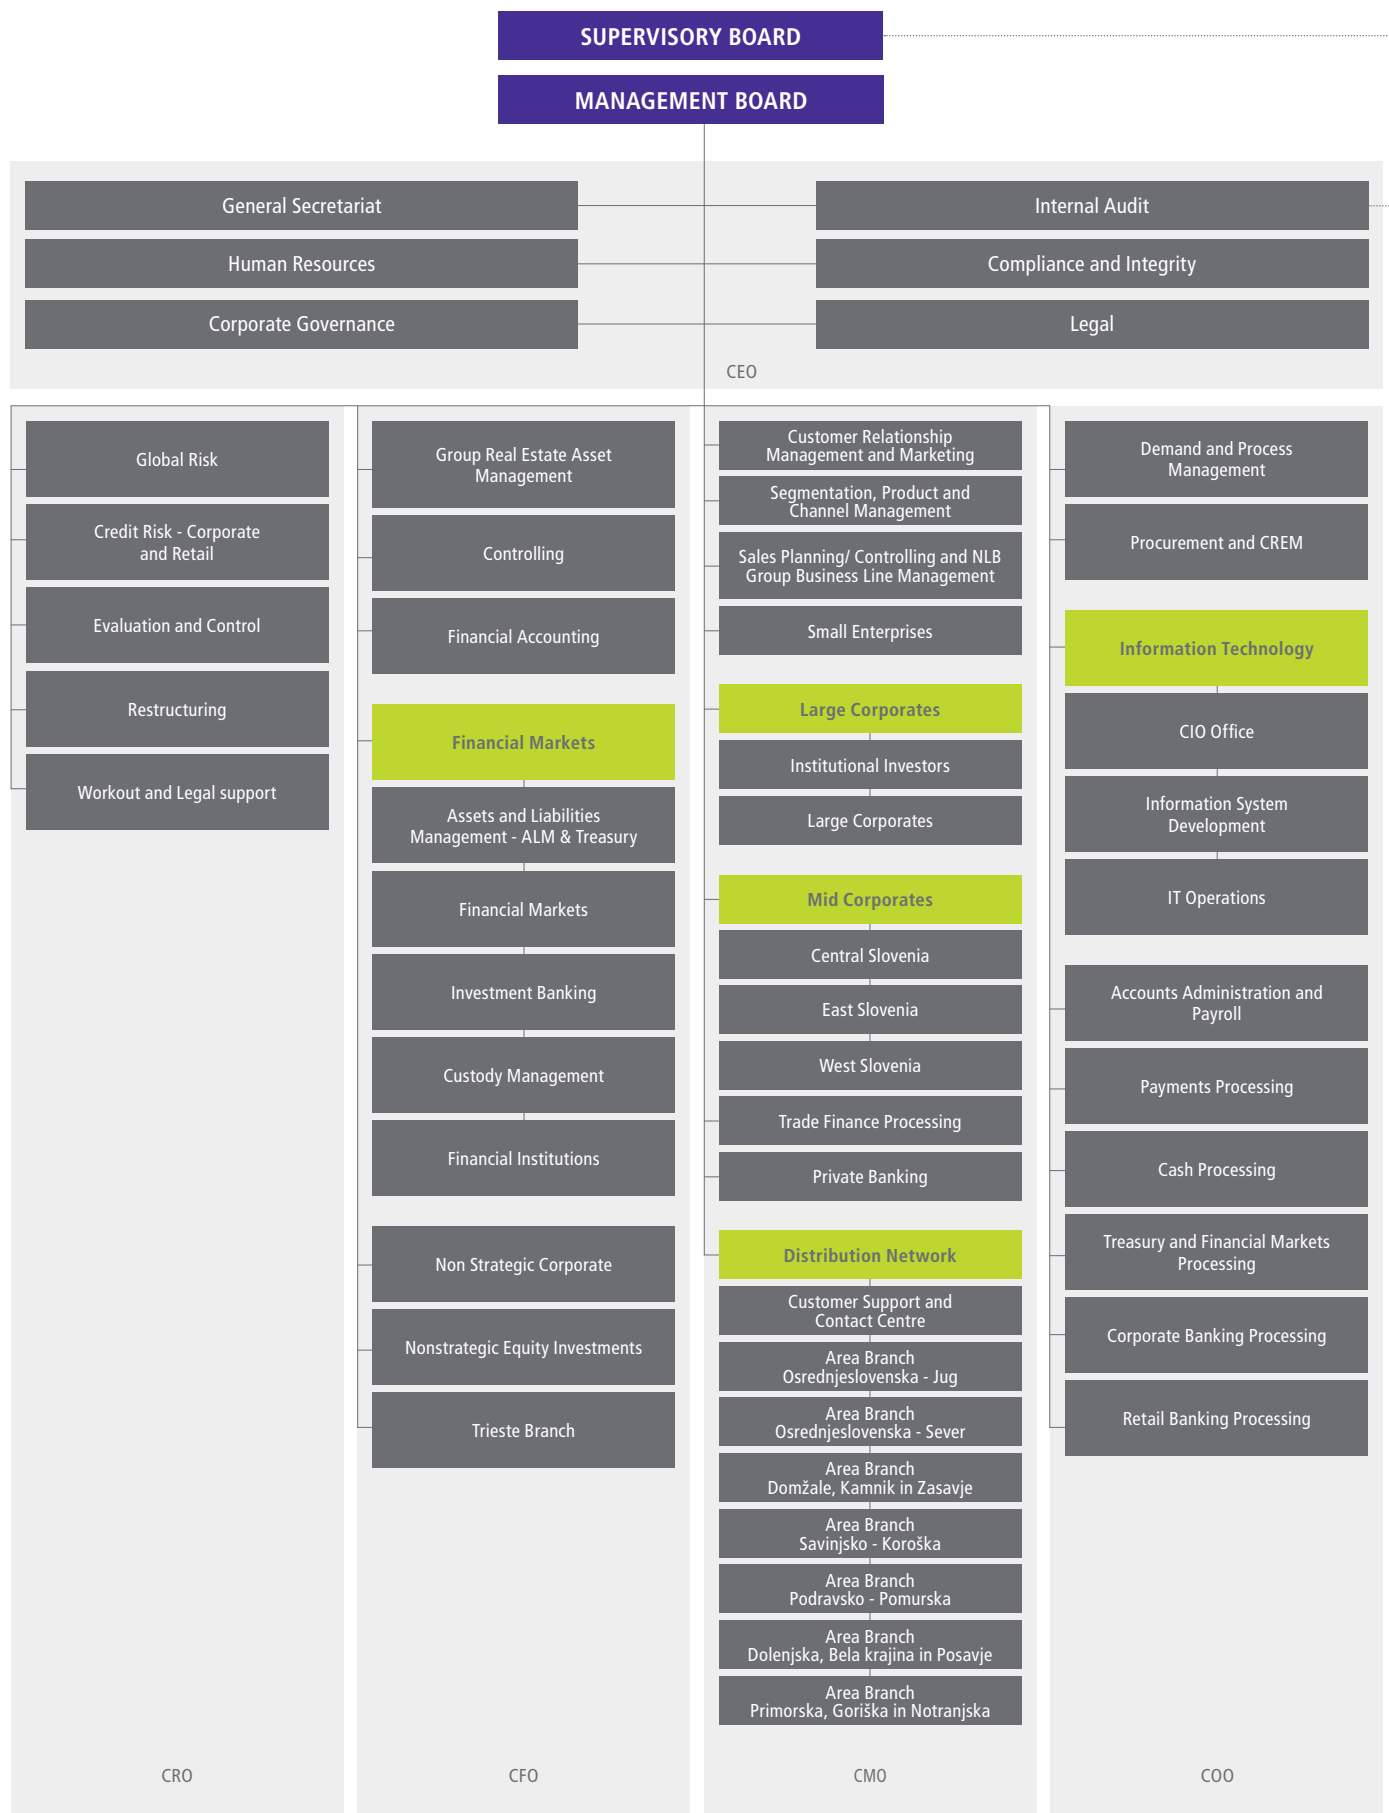 SUPERVISORY BOARD
MANAGEMENT BOARD
General Secretariat
Internal Audit
Human Resources
Compliance and Integrity
Corporate Governance
Legal
CEO
Global Risk
Credit Risk - Corporate
and Retail
Evaluation and Control
Restructuring
Workout and Legal support
CRO
Group Real Estate Asset
Management
Controlling
Financial Accounting
Financial Markets
Assets and Liabilities
Management - ALM & Treasury
Financial Markets
Investment Banking
Custody Management
Financial Institutions
Non Strategic Corporate
Nonstrategic Equity Investments
Trieste Branch
CFO
Customer Relationship
Management and Marketing
Segmentation, Product and
Channel Management
Sales Planning/ Controlling and NLB
Group Business Line Management
Small Enterprises
Large Corporates
Institutional Investors
Large Corporates
Mid Corporates
Central Slovenia
East Slovenia
West Slovenia
Trade Finance Processing
Private Banking
Distribution Network
Customer Support and
Contact Centre
Area Branch
Osrednjeslovenska - Jug
Area Branch
Osrednjeslovenska - Sever
Area Branch
Domžale, Kamnik in Zasavje
Area Branch
Savinjsko - Koroška
Area Branch
Podravsko - Pomurska
Area Branch
Dolenjska, Bela krajina in Posavje
Area Branch
Primorska, Goriška in Notranjska
CMO
Demand and Process
Management
Procurement and CREM
Information Technology
CIO Office
Information System
Development
IT Operations
Accounts Administration and
Payroll
Payments Processing
Cash Processing
Treasury and Financial Markets
Processing
Corporate Banking Processing
Retail Banking Processing
COO